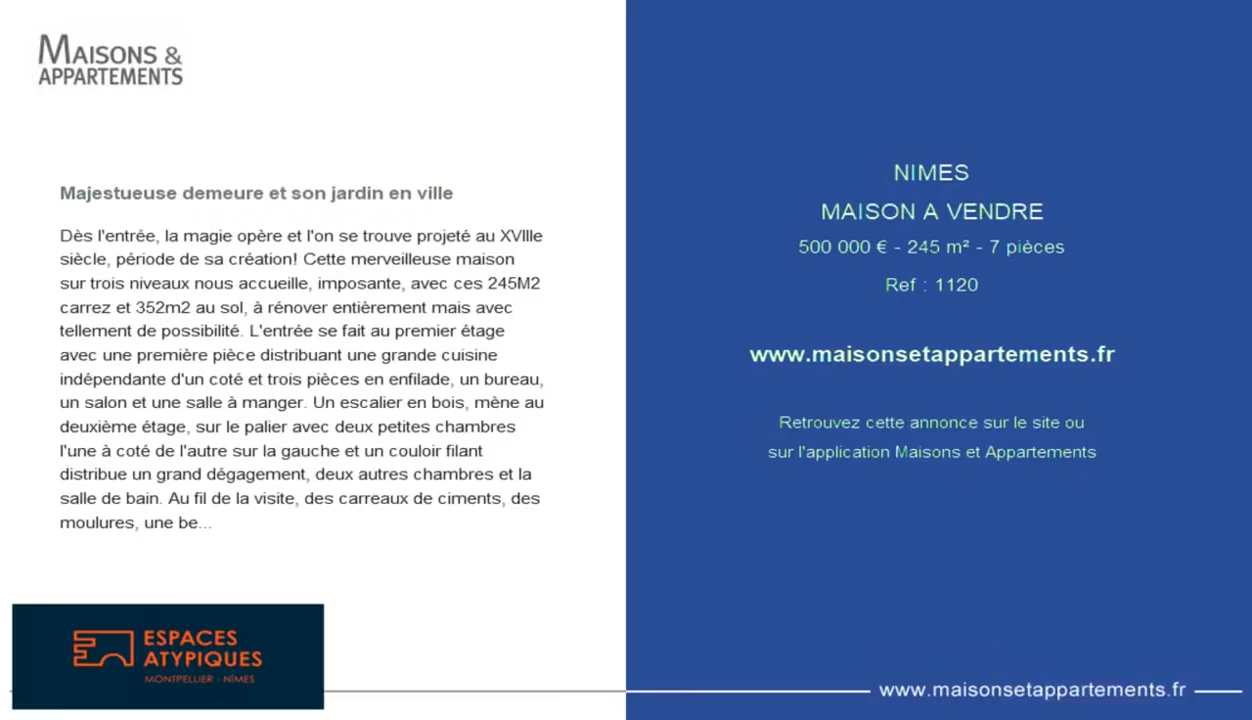 MAISONS &
APPARTEMENTS
Majestueuse demeure et son jardin en ville
Dès l'entrée, la magie opère et l'on se trouve projeté au XVIIIe
siècle, période de sa création! Cette merveilleuse maison
sur trois niveaux nous accueille, imposante, avec ces 245M2
carrez et 352m2 au sol, à rénover entièrement mais avec
tellement de possibilité. L'entrée se fait au premier étage
avec une première pièce distribuant une grande cuisine
indépendante d'un coté et trois pièces en enfilade, un bureau,
un salon et une salle à manger. Un escalier en bois, mène au
deuxième étage, sur le palier avec deux petites chambres
l'une à coté de l'autre sur la gauche et un couloir filant
distribue un grand dégagement, deux autres chambres et la
salle de bain. Au fil de la visite, des carreaux de ciments, des
moulures, une be...
ESPACES
ATYPIQUES
MONTPELLIER - NÎMES
NIMES
MAISON A VENDRE
500 000 € - 245 m² - 7 pièces
Ref : 1120
www.maisonsetappartements.fr
Retrouvez cette annonce sur le site ou
sur l'application Maisons et Appartements
www.maisonsetappartements.fr